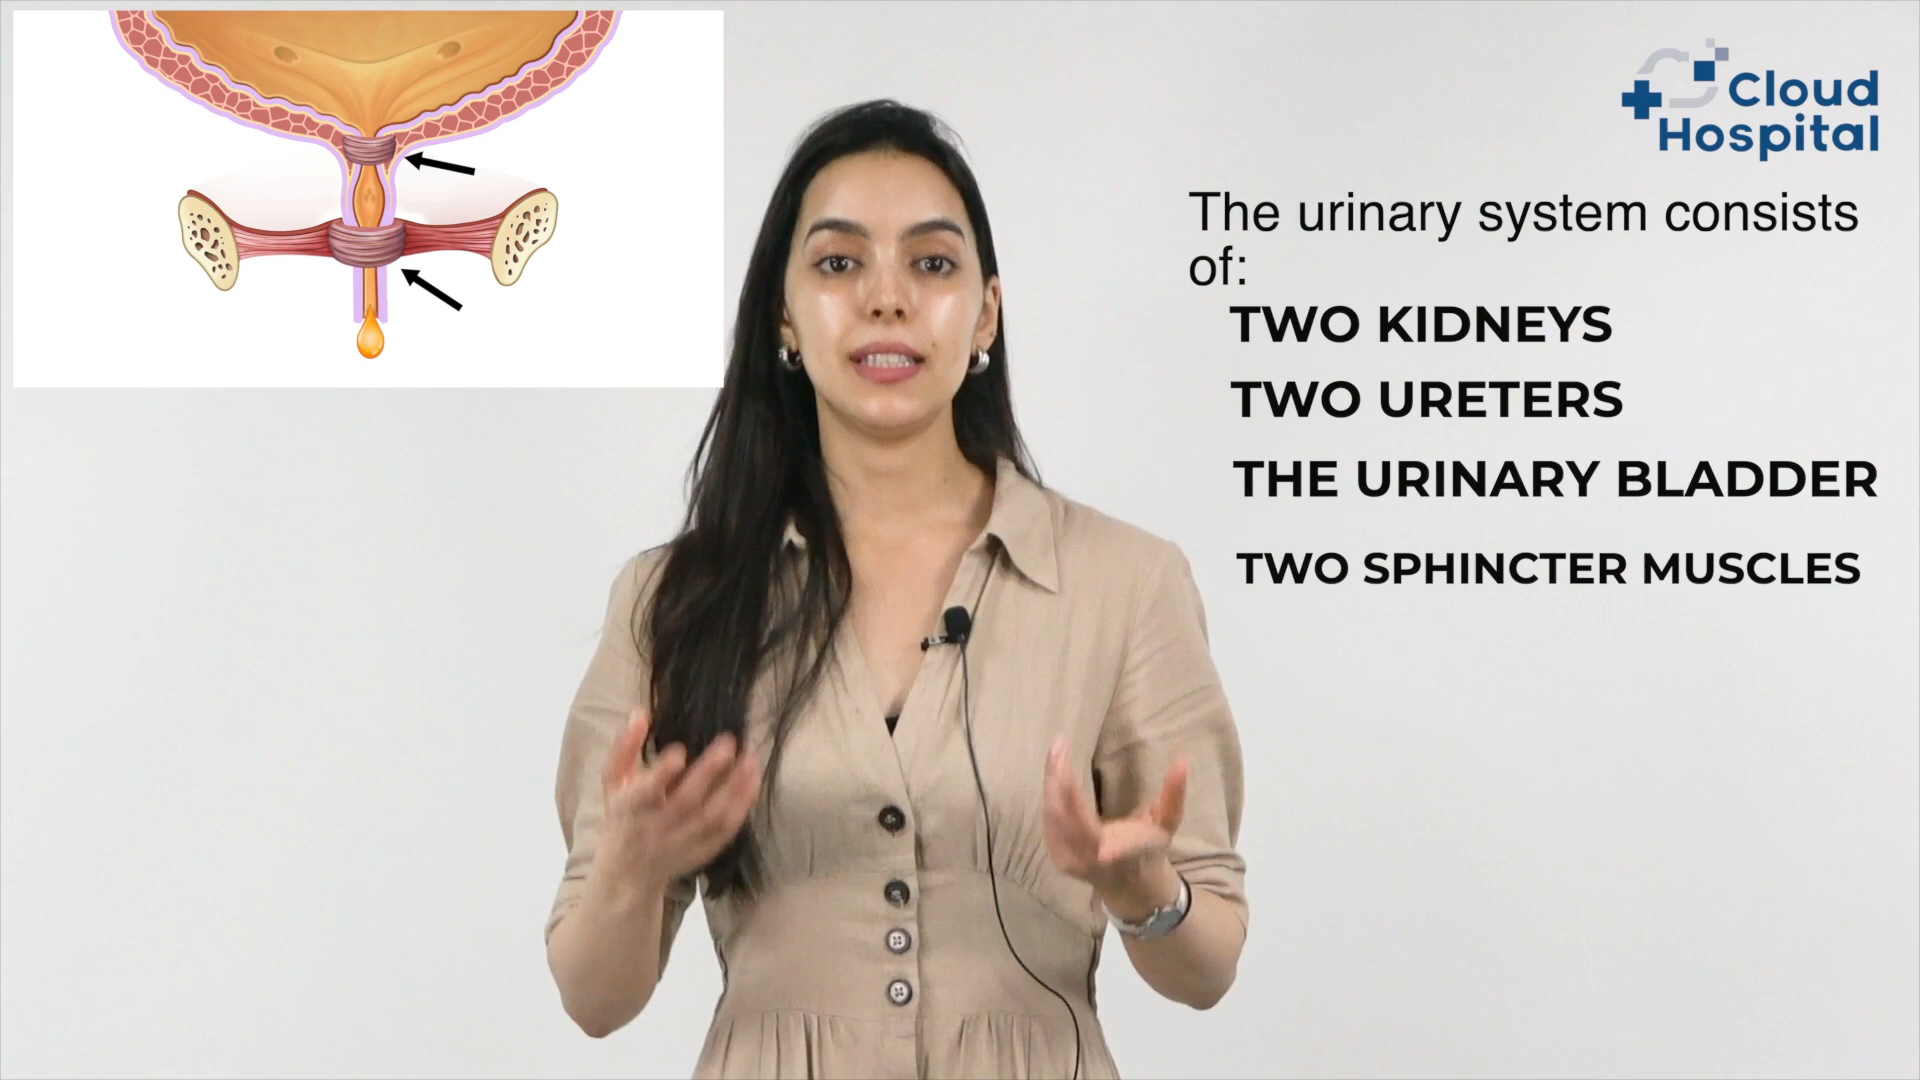 Cloud
Hospital
The urinary system consists
of:
TWO KIDNEYS
TWO URETERS
THE URINARY BLADDER
TWO SPHINCTER MUSCLES